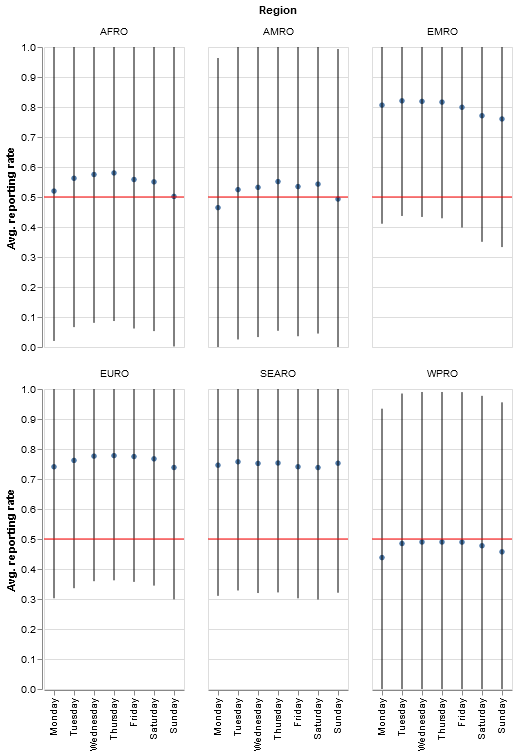 Region
AFRO AMRO EMRO
Avg. reporting rate
1.0
0.9
0.8
0.7
0.6
0.5
0.4
0.3
0.2
0.1
0.0
EURO SEARO WPRO
Avg. reporting rate
1.0
0.9
0.8
0.7
0.6
0.5
0.4
0.3
0.2
0.1
0.0
Monday Tuesday Wednesday Thursday Friday Saturday Sunday
Monday Tuesday Wednesday Thursday Friday Saturday Sunday
Monday Tuesday Wednesday Thursday Friday Saturday Sunday